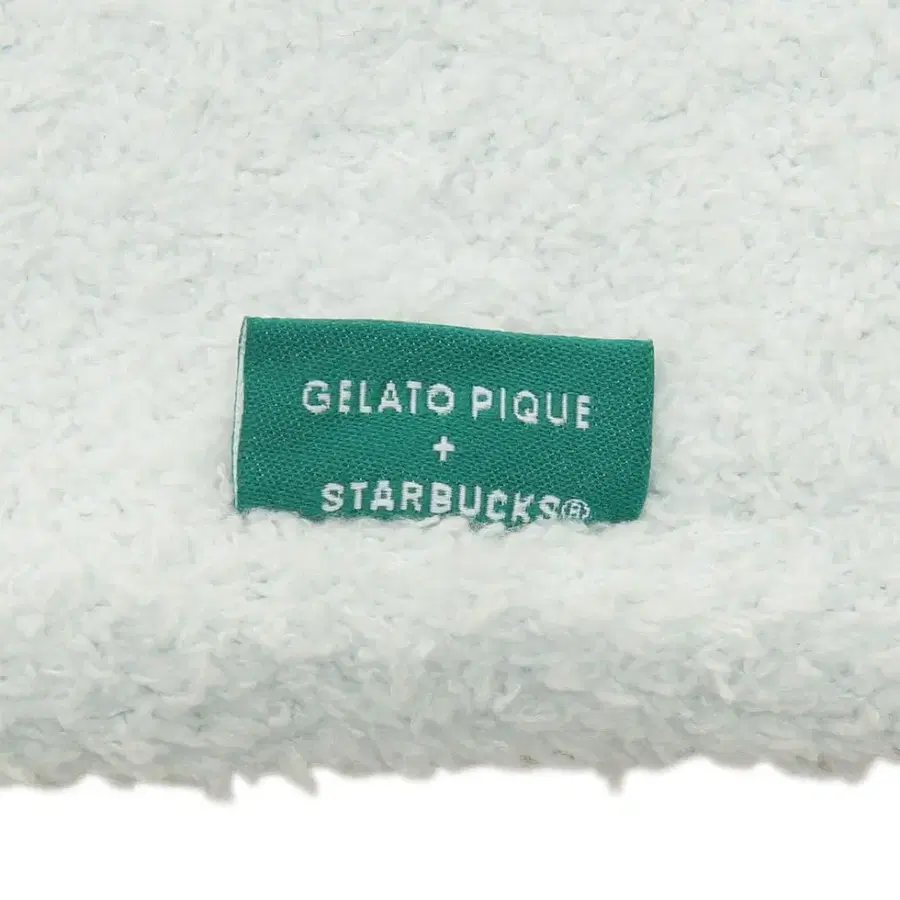 GELATO PIQUE
+
STARBUCKS®